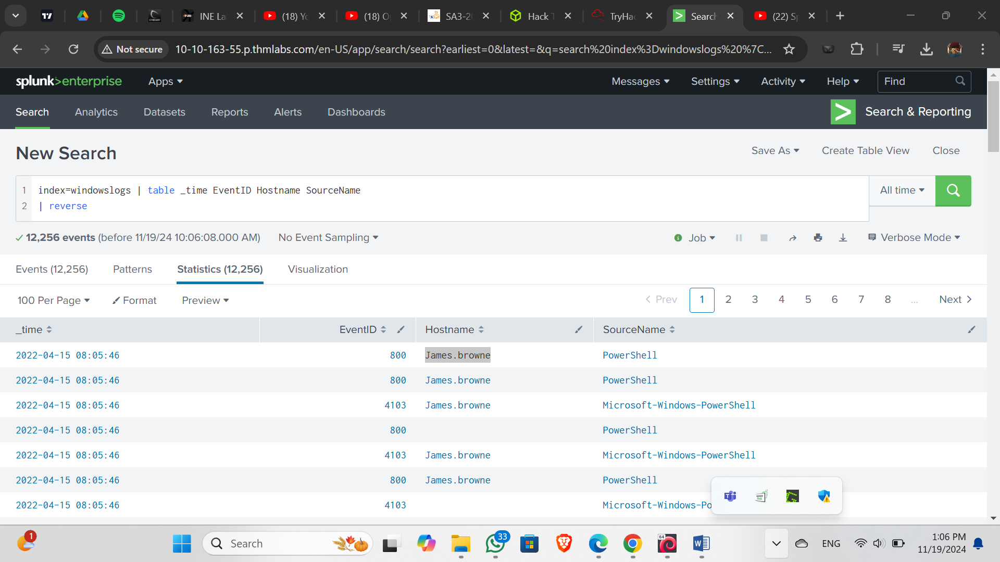 INE La
(18) Yo
(18) O
SA3-20
Hack T
TryHac
Search
(22) Sp
Not secure
10-10-163-55.p.thmlabs.com/en-US/app/search/search?earliest=0&latest=&q=search%20index%3Dwindowslogs%20%7C...
splunk>enterprise
Apps
Messages
Settings
Activity
Help
Find
Search
Analytics
Datasets
Reports
Alerts
Dashboards
Search & Reporting
New Search
Save As
Create Table View
Close
1 index=windowslogs | table _time EventID Hostname SourceName
2 | reverse
All time
12,256 events (before 11/19/24 10:06:08.000 AM)
No Event Sampling
Job
Verbose Mode
Events (12,256)
Patterns
Statistics (12,256)
Visualization
100 Per Page
Format
Preview
< Prev 1 2 3 4 5 6 7 8 ... Next >
_time EventID Hostname SourceName
2022-04-15 08:05:46 800 James.browne PowerShell
2022-04-15 08:05:46 800 James.browne PowerShell
2022-04-15 08:05:46 4103 James.browne Microsoft-Windows-PowerShell
2022-04-15 08:05:46 800 PowerShell
2022-04-15 08:05:46 4103 James.browne Microsoft-Windows-PowerShell
2022-04-15 08:05:46 800 James.browne PowerShell
2022-04-15 08:05:46 4103 Microsoft-Windows-Po
1
Search
33
64
ENG
1:06 PM
11/19/2024